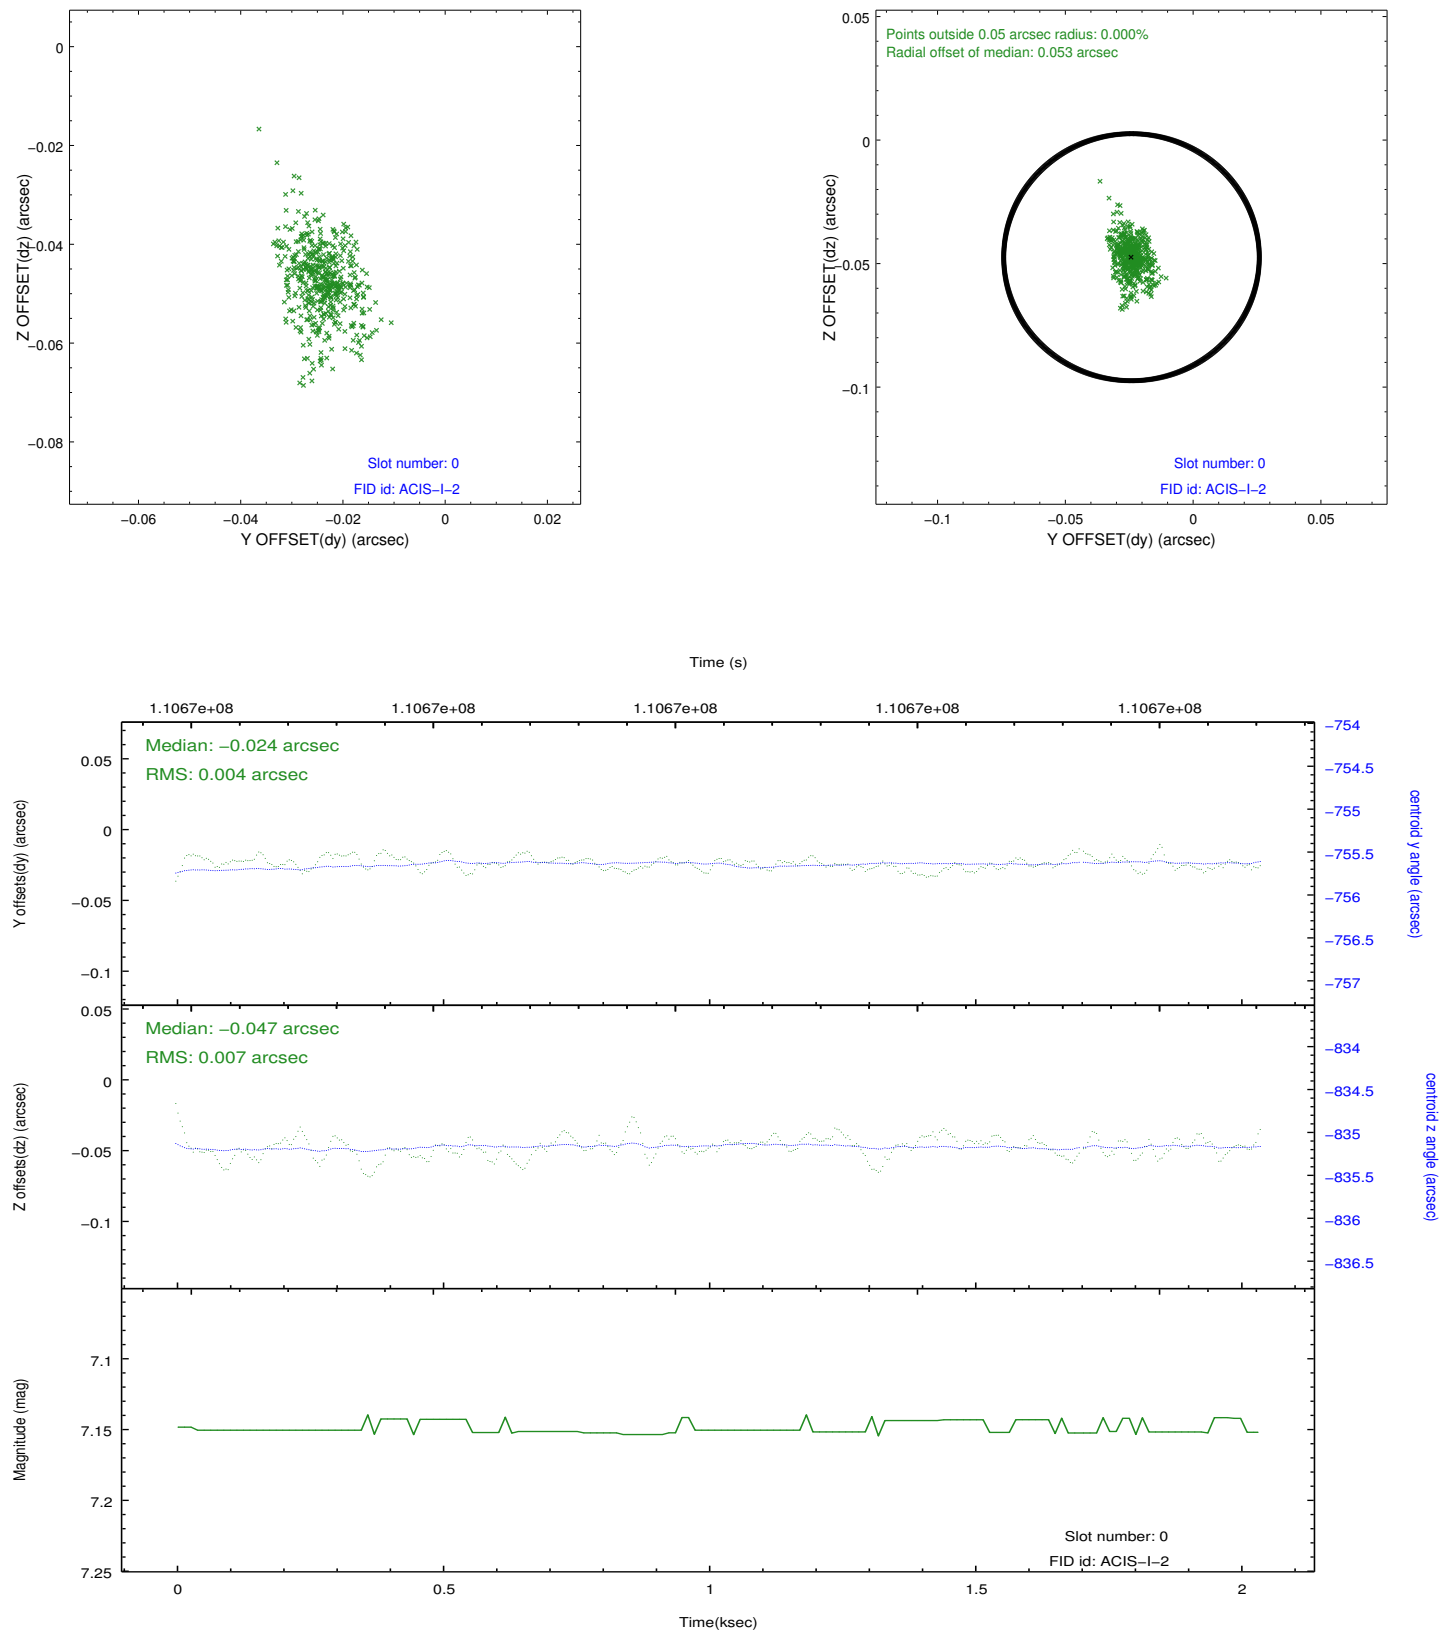 0
−0.02
−0.04
−0.06
−0.08
Z OFFSET(dz) (arcsec)
Slot number: 0
FID id: ACIS−I−2
−0.06
−0.04
−0.02
0
0.02
Y OFFSET(dy) (arcsec)
0.05
0
−0.05
−0.1
Z OFFSET(dz) (arcsec)
Points outside 0.05 arcsec radius: 0.000%
Radial offset of median: 0.053 arcsec
Slot number: 0
FID id: ACIS−I−2
−0.1
−0.05
0
0.05
Y OFFSET(dy) (arcsec)
Time (s)
1.1067e+08
1.1067e+08
1.1067e+08
1.1067e+08
1.1067e+08
Median: −0.024 arcsec
RMS: 0.004 arcsec
0.05
0
−0.05
−0.1
Y offsets(dy) (arcsec)
−754
−754.5
−755
−755.5
−756
−756.5
−757
centroid y angle (arcsec)
Median: −0.047 arcsec
RMS: 0.007 arcsec
0.05
0
−0.05
−0.1
Z offsets(dz) (arcsec)
−834
−834.5
−835
−835.5
−836
−836.5
centroid z angle (arcsec)
7.1
7.15
7.2
7.25
Magnitude (mag)
Slot number: 0
FID id: ACIS−I−2
0
0.5
1
1.5
2
Time(ksec)